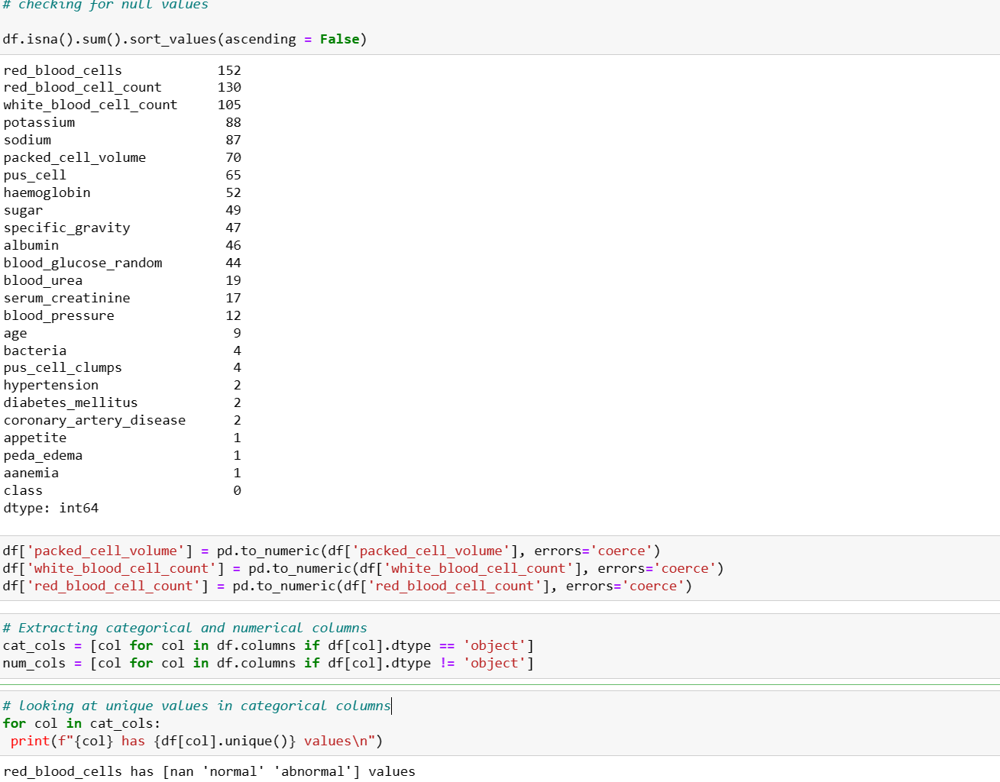 # checking for null values
df.isna().sum().sort_values(ascending = False)
red_blood_cells 152
red_blood_cell_count 130
white_blood_cell_count 105
potassium 88
sodium 87
packed_cell_volume 70
pus_cell 65
haemoglobin 52
sugar 49
specific_gravity 47
albumin 46
blood_glucose_random 44
blood_urea 19
serum_creatinine 17
blood_pressure 12
age 9
bacteria 4
pus_cell_clumps 4
hypertension 2
diabetes_mellitus 2
coronary_artery_disease 2
appetite 1
peda_edema 1
aanemia 1
class 0
dtype: int64
df['packed_cell_volume'] = pd.to_numeric(df['packed_cell_volume'], errors='coerce')
df['white_blood_cell_count'] = pd.to_numeric(df['white_blood_cell_count'], errors='coerce')
df['red_blood_cell_count'] = pd.to_numeric(df['red_blood_cell_count'], errors='coerce')
# Extracting categorical and numerical columns
cat_cols = [col for col in df.columns if df[col].dtype == 'object']
num_cols = [col for col in df.columns if df[col].dtype != 'object']
# looking at unique values in categorical columns
for col in cat_cols:
 print(f"{col} has {df[col].unique()} values\n")
red_blood_cells has [nan 'normal' 'abnormal'] values